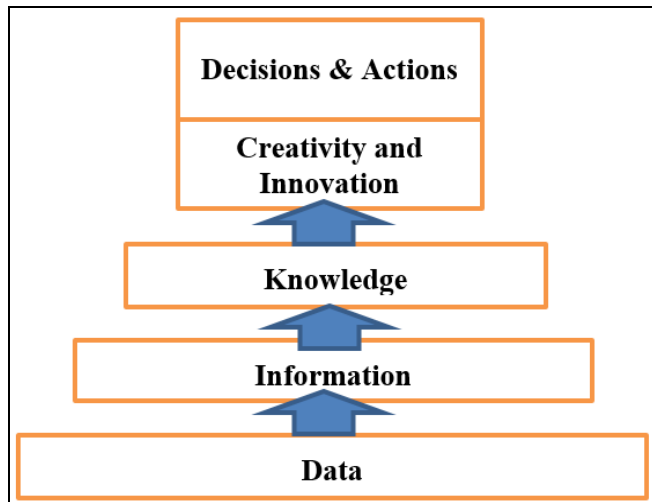 Decisions & Actions
Creativity and
Innovation
Knowledge
Information
Data